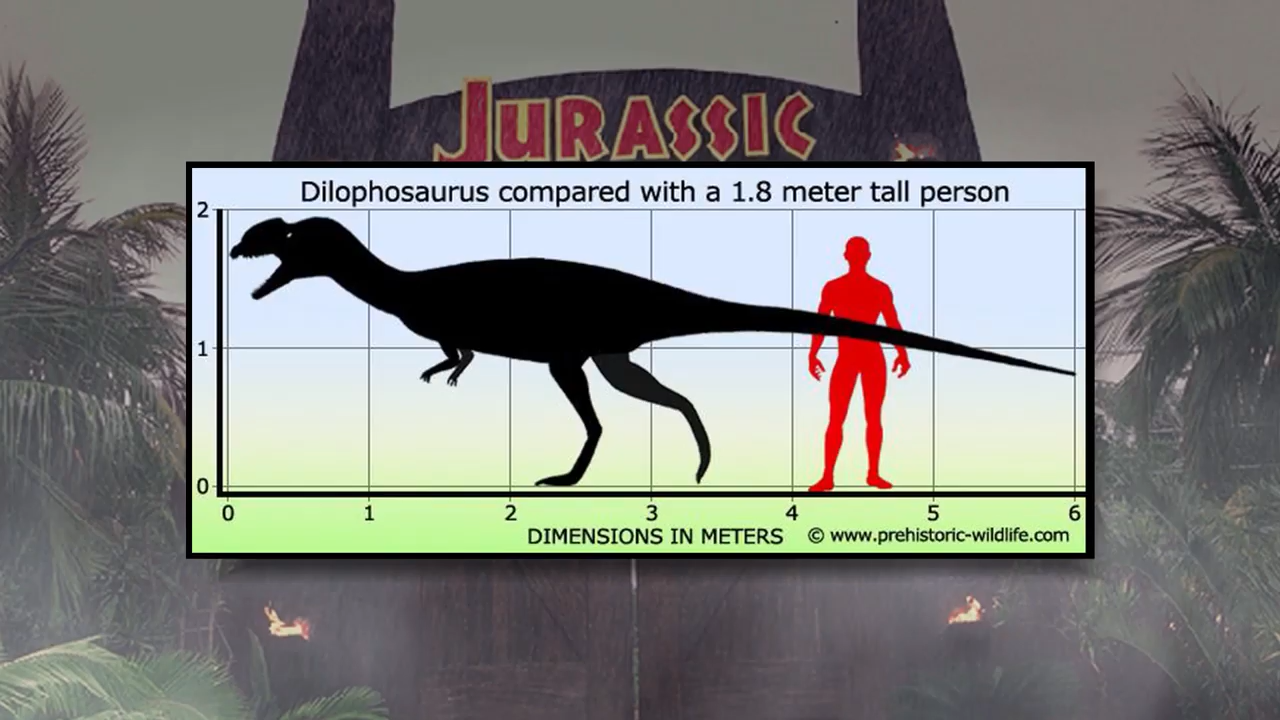 JURASSIC
Dilophosaurus compared with a 1.8 meter tall person
2
1
0
0 1 2 3 4 5 6
DIMENSIONS IN METERS © www.prehistoric-wildlife.com